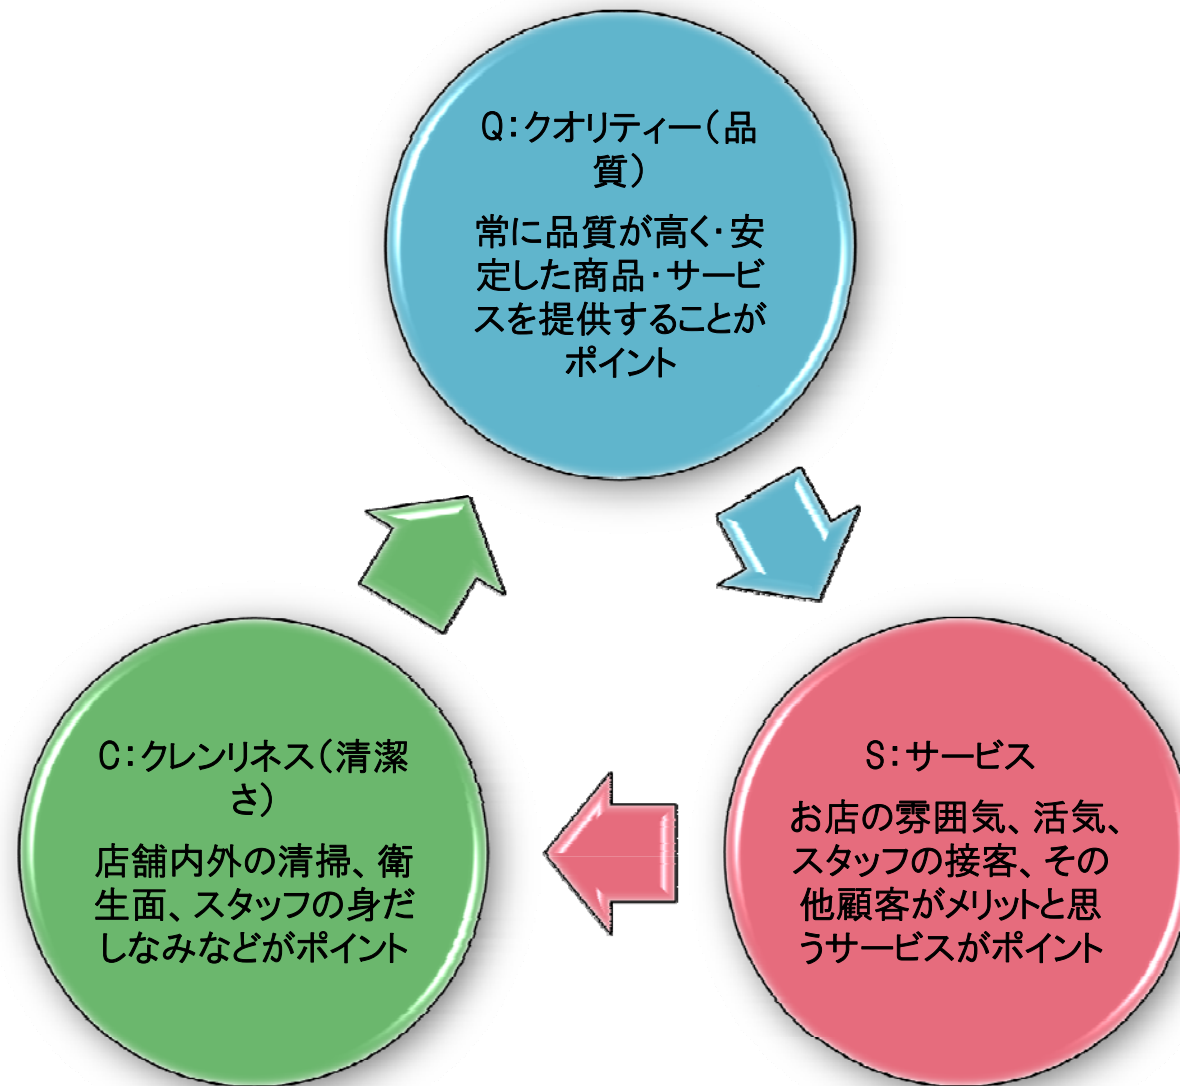 Q：クオリティー（品
質）
常に品質が高く・安
定した商品・サービ
スを提供することが
ポイント
S：サービス
お店の雰囲気、活気、
スタッフの接客、その
他顧客がメリットと思
うサービスがポイント
C：クレンリネス（清潔
さ）
店舗内外の清掃、衛
生面、スタッフの身だ
しなみなどがポイント